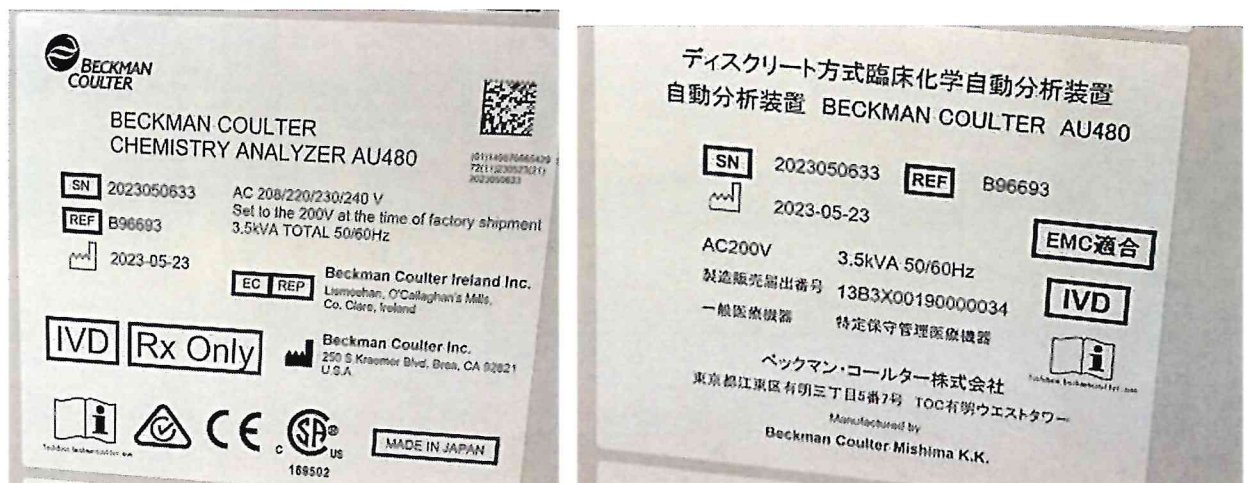 BECKMAN
COULTER
BECKMAN COULTER
CHEMISTRY ANALYZER AU480
72(11)230523(21)
2023050633
SN 2023050633
REF B96693
2023-05-23
AC 208/220/230/240 V
Set to the 200V at the time of factory shipment
3.5kVA TOTAL 50/60Hz
EC REP
Beckman Coulter Ireland Inc.
Lismeehan, O'Callaghan's Mills,
Co. Clare, Ireland
IVD
Rx Only
Beckman Coulter Inc.
250 S Kraemer Blvd. Brea, CA 92821
U.S.A
i
CE
C SA® US
169502
MADE IN JAPAN
ディスクリート方式臨床化学自動分析装置
自動分析装置 BECKMAN COULTER AU480
SN 2023050633 REF B96693
2023-05-23
EMC適合
AC200V 3.5kVA 50/60Hz
製造販売届出番号 13B3X00190000034
IVD
一般医療機器 特定保守管理医療機器
i
ベックマン・コールター株式会社
東京都江東区有明三丁目5番7号 TOC有明ウエストタワー
Manufactured by
Beckman Coulter Mishima K.K.